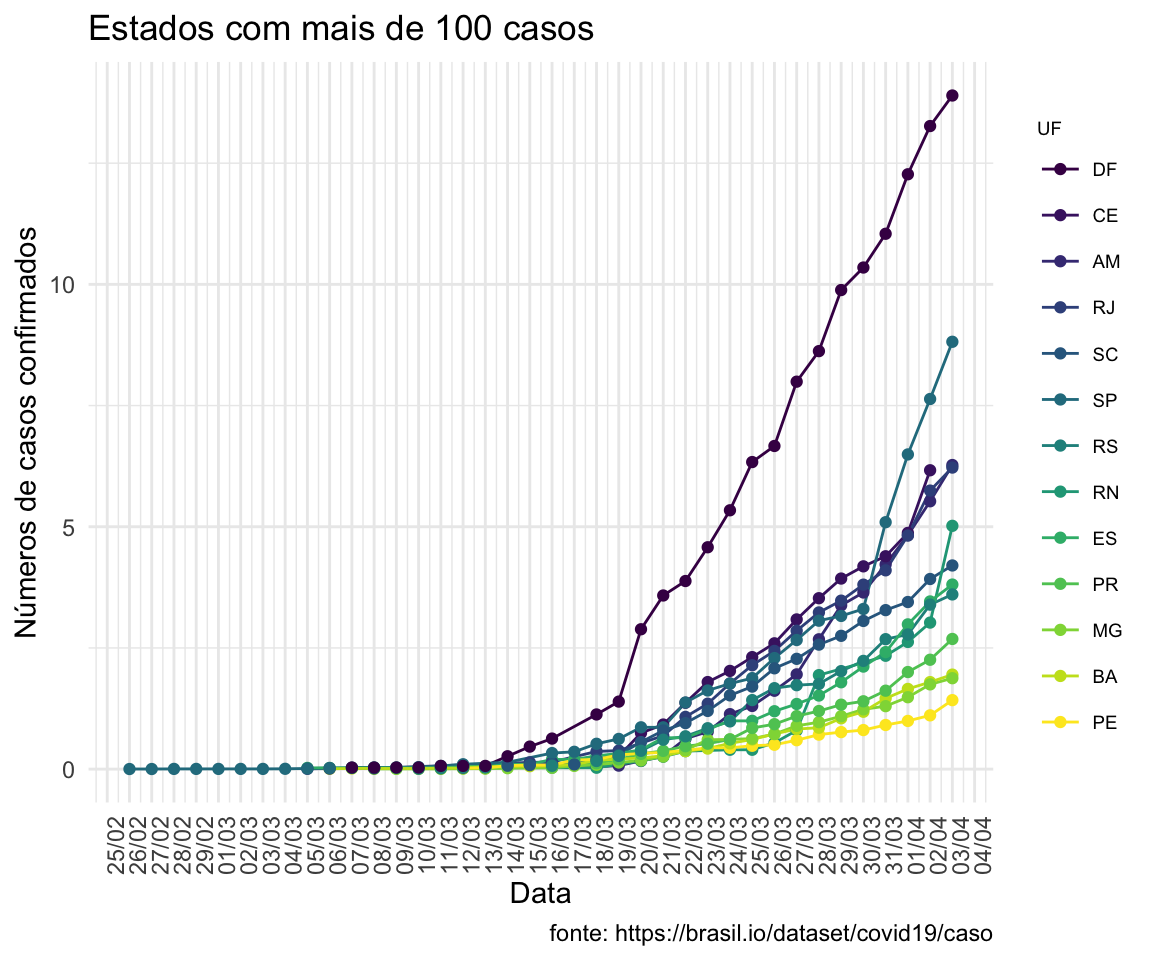 Estados com mais de 100 casos
Números de casos confirmados
10
5
0
25/02
26/02
27/02
28/02
29/02
01/03
02/03
03/03
04/03
05/03
06/03
07/03
08/03
09/03
10/03
11/03
12/03
13/03
14/03
15/03
16/03
17/03
18/03
19/03
20/03
21/03
22/03
23/03
24/03
25/03
26/03
27/03
28/03
29/03
30/03
31/03
01/04
02/04
03/04
04/04
Data
UF
DF
CE
AM
RJ
SC
SP
RS
RN
ES
PR
MG
BA
PE
fonte: https://brasil.io/dataset/covid19/caso